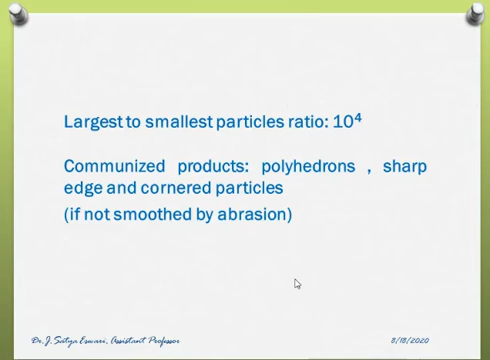 Largest to smallest particles ratio: 10⁴
Communized products: polyhedrons , sharp
edge and cornered particles
(if not smoothed by abrasion)
Dr. J. Satya Eswari, Assistant Professor
8/18/2020